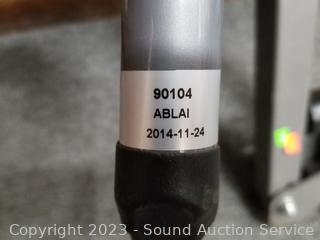 90104
ABLAI
2014-11-24
Copyright © 2023 - Sound Auction Service